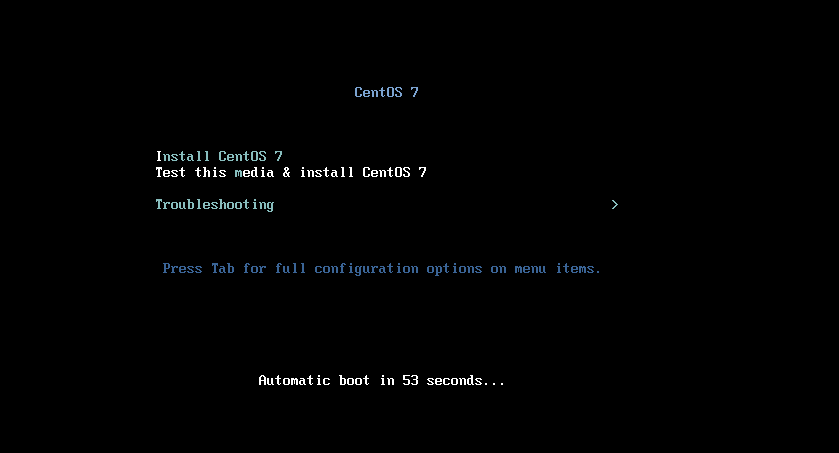 CentOS 7
Install CentOS 7
Test this media & install CentOS 7
Troubleshooting >
Press Tab for full configuration options on menu items.
Automatic boot in 53 seconds...